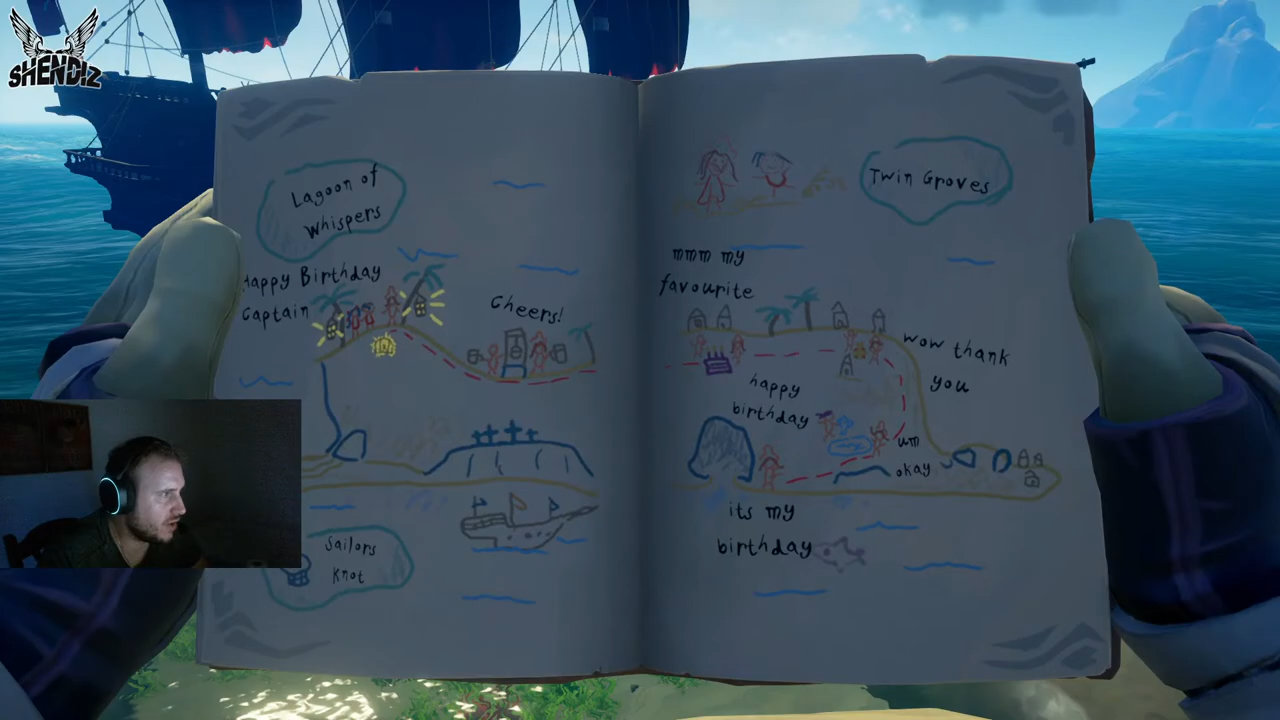 SHENDIZ
Lagoon of
Whispers
Happy Birthday
Captain
Cheers!
Sailors
Knot
Twin Groves
mmm my
favourite
wow thank
you
happy
birthday
um
okay
its my
birthday